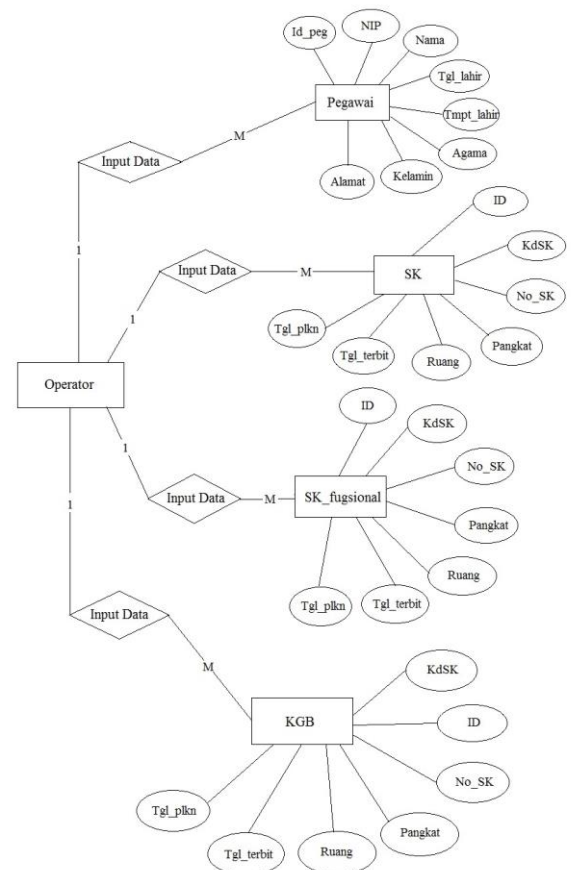 Id_peg
NIP
Nama
Tgl_lahir
Pegawai
Tmpt_lahir
M
Input Data
Agama
Alamat
Kelamin
ID
1
KdSK
Input Data
M
SK
No_SK
Tgl_plkn
1
Pangkat
Tgl_terbit
Ruang
Operator
ID
KdSK
1
No_SK
Input Data
M
SK_fugsional
1
Pangkat
Ruang
Tgl_plkn
Tgl_terbit
Input Data
M
KdSK
KGB
ID
No_SK
Tgl_plkn
Pangkat
Tgl_terbit
Ruang